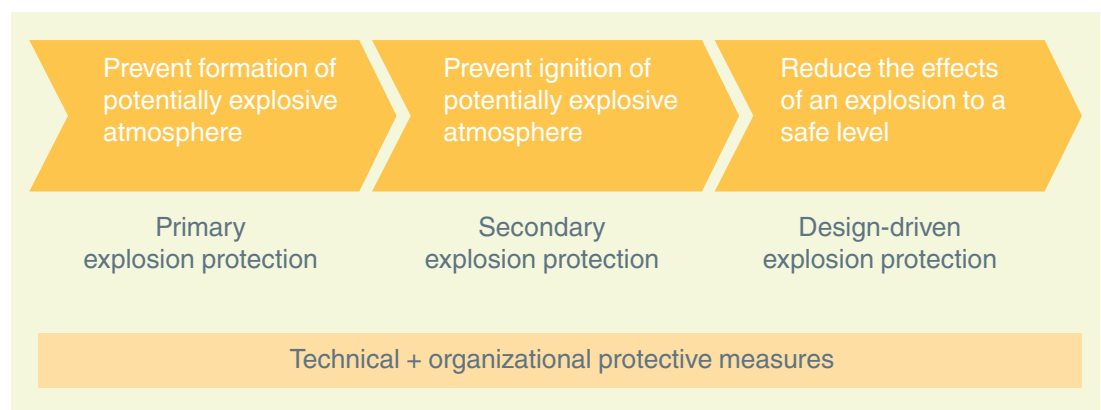 Prevent formation of
potentially explosive
atmosphere
Prevent ignition of
potentially explosive
atmosphere
Reduce the effects
of an explosion to a
safe level
Primary
explosion protection
Secondary
explosion protection
Design-driven
explosion protection
Technical + organizational protective measures